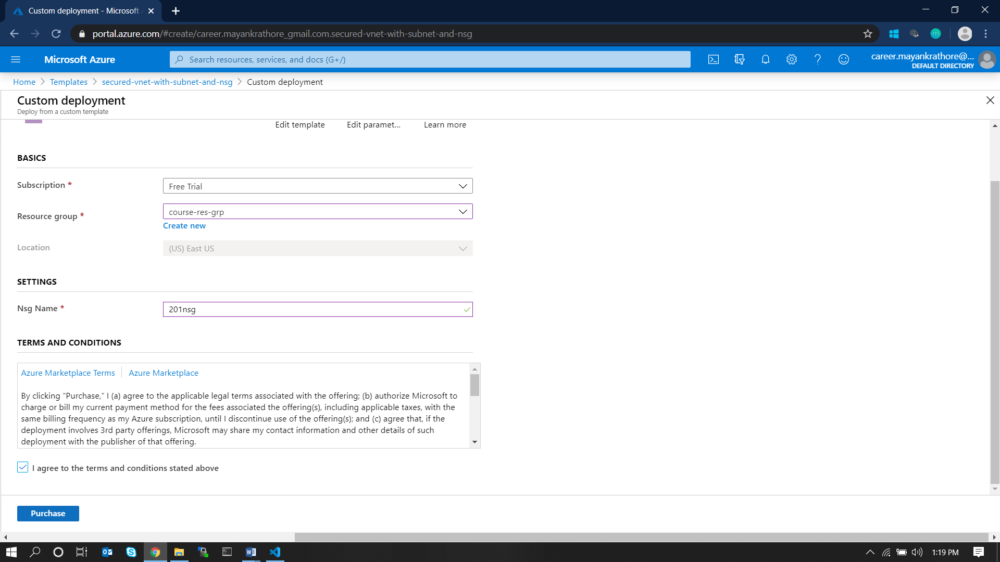 Custom deployment - Microsoft A
portal.azure.com/#create/career.mayankrathore_gmail.com.secured-vnet-with-subnet-and-nsg
m
Microsoft Azure
Search resources, services, and docs (G+/)
career.mayankrathore@...
DEFAULT DIRECTORY
Home > Templates > secured-vnet-with-subnet-and-nsg > Custom deployment
Custom deployment
Deploy from a custom template
Edit template Edit paramet... Learn more
BASICS
Subscription * Free Trial
Resource group * course-res-grp
Create new
Location (US) East US
SETTINGS
Nsg Name * 201nsg
TERMS AND CONDITIONS
Azure Marketplace Terms Azure Marketplace
By clicking “Purchase,” I (a) agree to the applicable legal terms associated with the offering; (b) authorize Microsoft to
charge or bill my current payment method for the fees associated the offering(s), including applicable taxes, with the
same billing frequency as my Azure subscription, until I discontinue use of the offering(s); and (c) agree that, if the
deployment involves 3rd party offerings, Microsoft may share my contact information and other details of such
deployment with the publisher of that offering.
I agree to the terms and conditions stated above
Purchase
1:19 PM